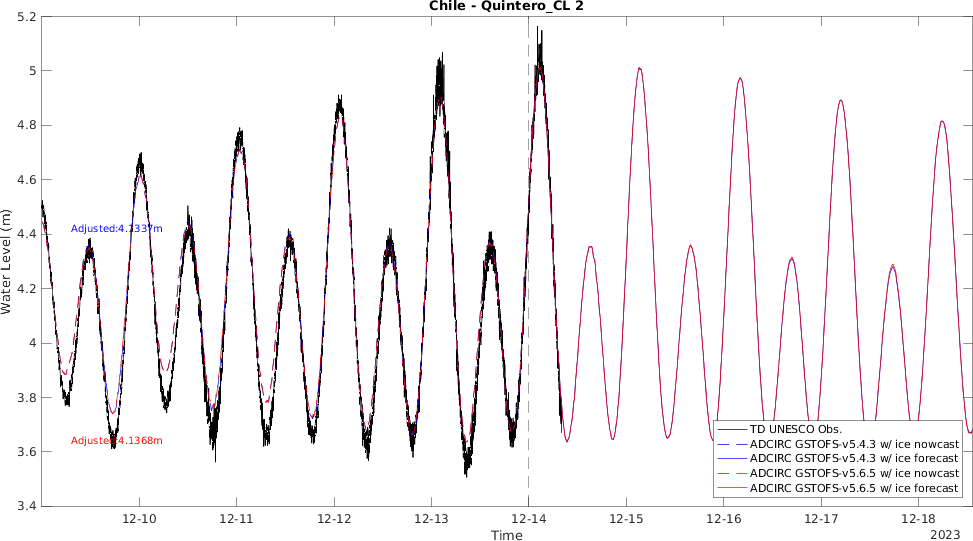 Chile - Quintero_CL 2
5.2
5
4.8
4.6
4.4
4.2
4
3.8
3.6
3.4
Water Level (m)
Adjusted:4.1337m
Adjusted:4.1368m
TD UNESCO Obs.
ADCIRC GSTOFS-v5.4.3 w/ ice nowcast
ADCIRC GSTOFS-v5.4.3 w/ ice forecast
ADCIRC GSTOFS-v5.6.5 w/ ice nowcast
ADCIRC GSTOFS-v5.6.5 w/ ice forecast
12-10 12-11 12-12 12-13 12-14 12-15 12-16 12-17 12-18
Time
2023